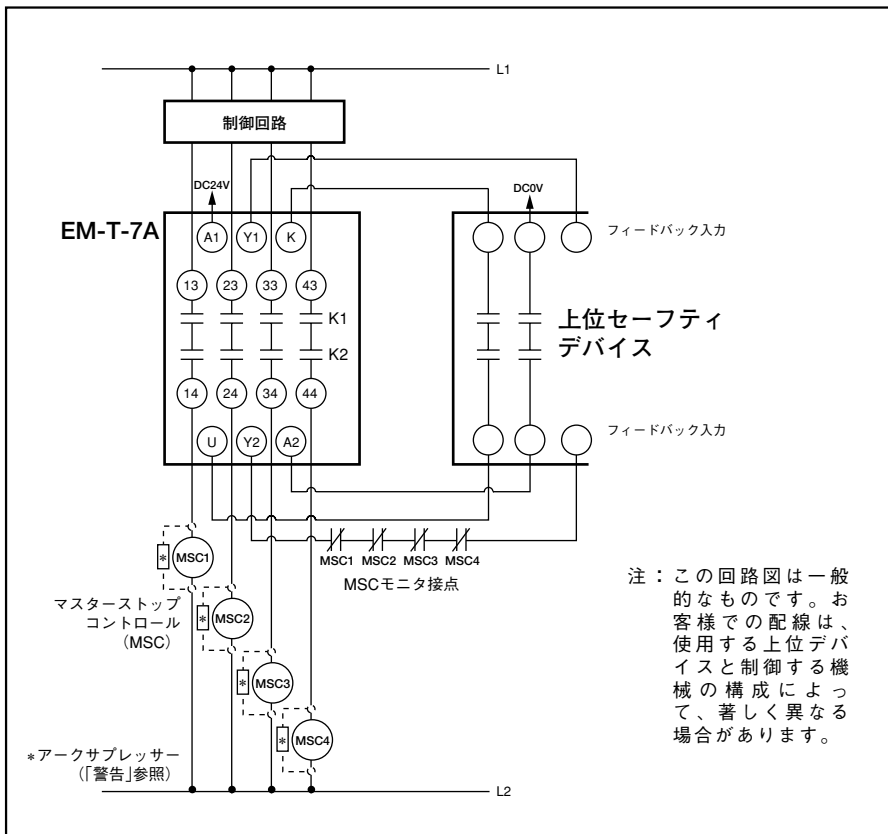 L1
制御回路
DC24V
DC0V
EM-T-7A
A1 Y1 K
フィードバック入力
13 23 33 43
K1
K2
上位セーフティ
デバイス
14 24 34 44
U Y2 A2
フィードバック入力
MSC1 MSC2 MSC3 MSC4
MSCモニタ接点
* MSC1
マスターストップ
コントロール
（MSC）
* MSC2
* MSC3
* MSC4
*アークサプレッサー
（「警告」参照）
L2
注：この回路図は一般
的なものです。お
客様での配線は、
使用する上位デバ
イスと制御する機
械の構成によっ
て、著しく異なる
場合があります。